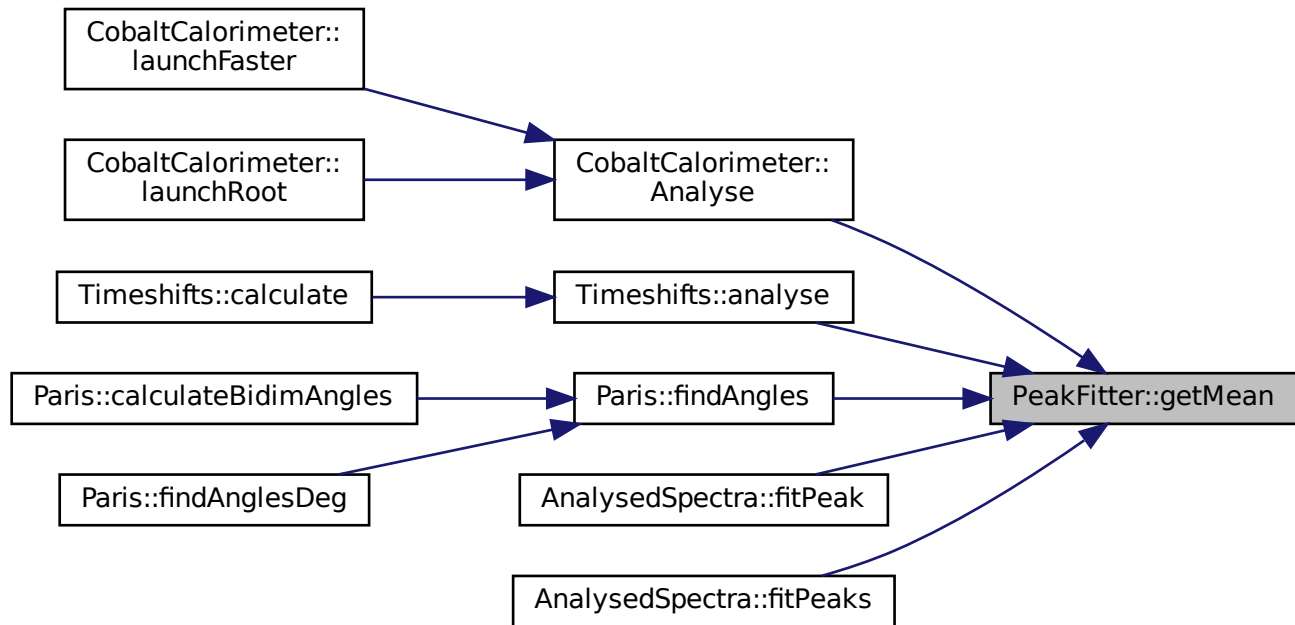 CobaltCalorimeter::
launchFaster
CobaltCalorimeter::
launchRoot
CobaltCalorimeter::
Analyse
Timeshifts::calculate
Timeshifts::analyse
Paris::calculateBidimAngles
Paris::findAngles
PeakFitter::getMean
Paris::findAnglesDeg
AnalysedSpectra::fitPeak
AnalysedSpectra::fitPeaks